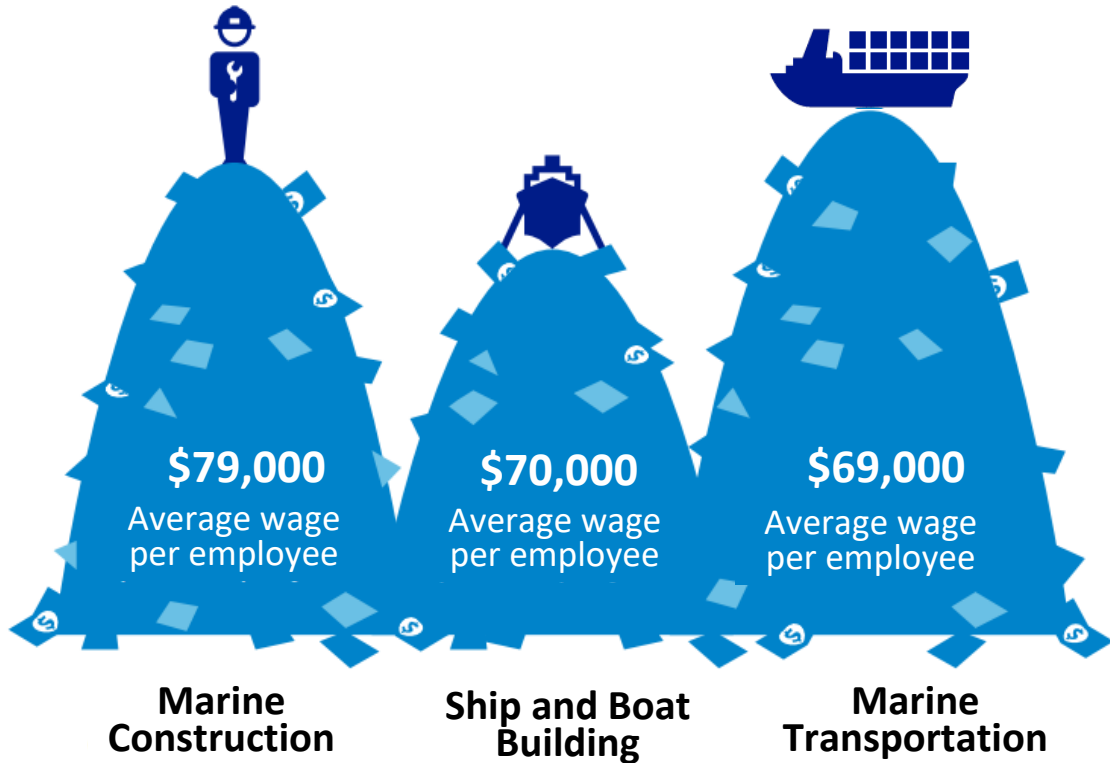 $79,000
Average wage
per employee
$70,000
Average wage
per employee
$69,000
Average wage
per employee
Marine
Construction
Ship and Boat
Building
Marine
Transportation